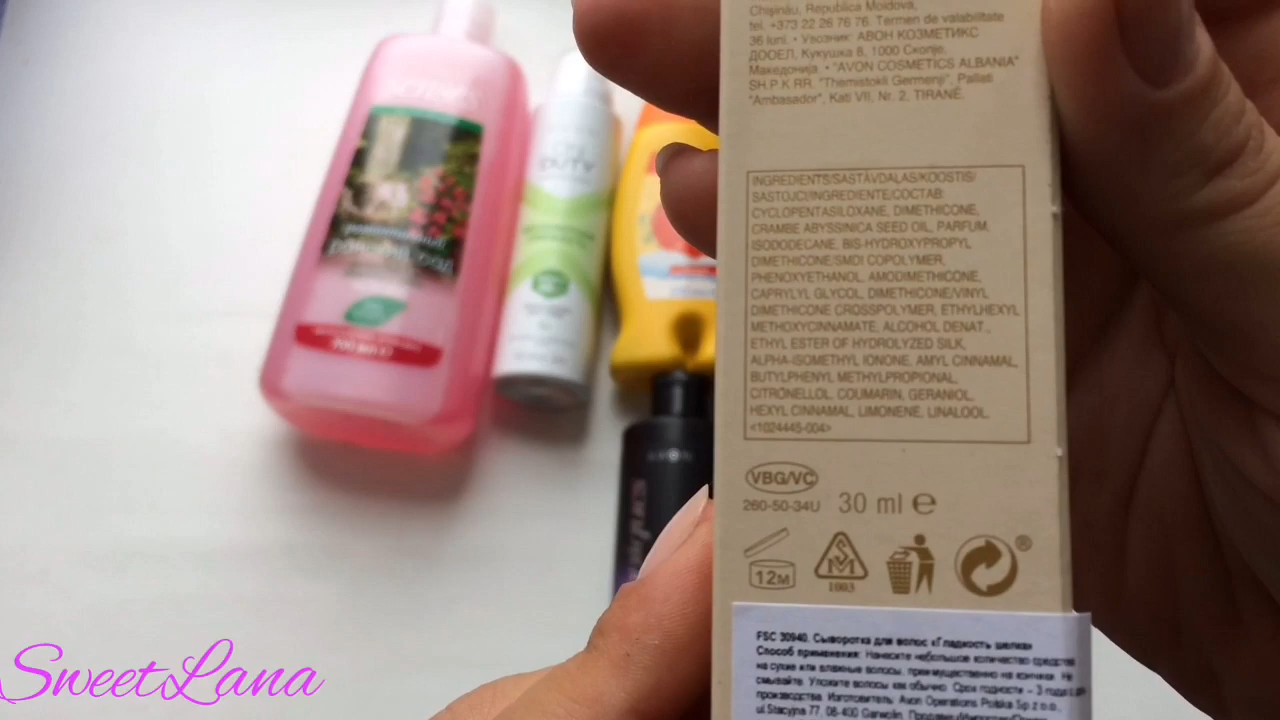 Chișinău, Republica Moldova,
tel. +373 22 26 76 76. Termen de valabilitate
36 luni. • Увозник: АВОН КОЗМЕТИКС
ДООЕЛ, Кукушка 8, 1000 Скопје,
Македонија • "AVON COSMETICS ALBANIA"
SH.P.K RR. "Themistokli Germenji", Pallati
"Ambasador", Kati VII, Nr. 2, TIRANË.
INGREDIENTS/SASTĀVDAĻAS/KOOSTIS/
SASTOJCI/INGREDIENTE/СОСТАВ:
CYCLOPENTASILOXANE, DIMETHICONE,
CRAMBE ABYSSINICA SEED OIL, PARFUM,
ISODODECANE, BIS-HYDROXYPROPYL
DIMETHICONE/SMDI COPOLYMER,
PHENOXYETHANOL, AMODIMETHICONE,
CAPRYLYL GLYCOL, DIMETHICONE/VINYL
DIMETHICONE CROSSPOLYMER, ETHYLHEXYL
METHOXYCINNAMATE, ALCOHOL DENAT.,
ETHYL ESTER OF HYDROLYZED SILK,
ALPHA-ISOMETHYL IONONE, AMYL CINNAMAL,
BUTYLPHENYL METHYLPROPIONAL,
CITRONELLOL, COUMARIN, GERANIOL,
HEXYL CINNAMAL, LIMONENE, LINALOOL.
<1024445-004>
VBG/VC
260-50-34U 30 ml ℮
12M
1003
®
FSC 30940. Сыворотка для волос «Гладкость шелка»
Способ применения: Нанесите небольшое количество средства
на сухие или влажные волосы, преимущественно на кончики. Не
смывайте. Уложите волосы как обычно. Срок годности – 3 года с
производства. Изготовитель: Avon Operations Polska Sp z o.o.,
ul.Stacyjna 77, 08-400 Garwolin.
AVON
DUTY
SweetLana